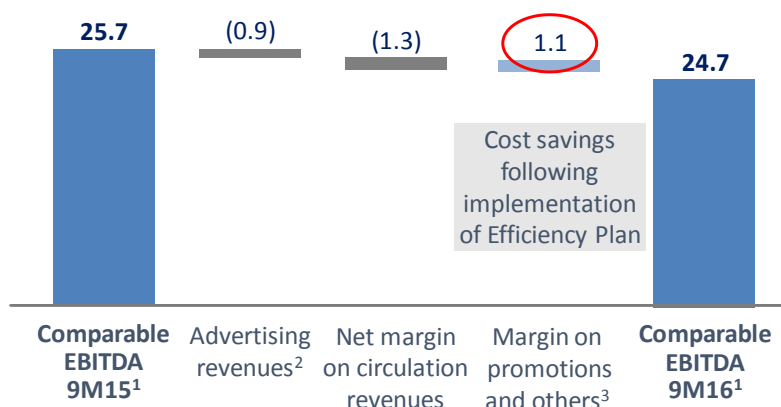 25.7
(0.9)
(1.3)
1.1
24.7
Cost savings
following
implementation
of Efficiency Plan
Comparable
EBITDA
9M15¹
Advertising
revenues²
Net margin
on circulation
revenues
Margin on
promotions
and others³
Comparable
EBITDA
9M16¹